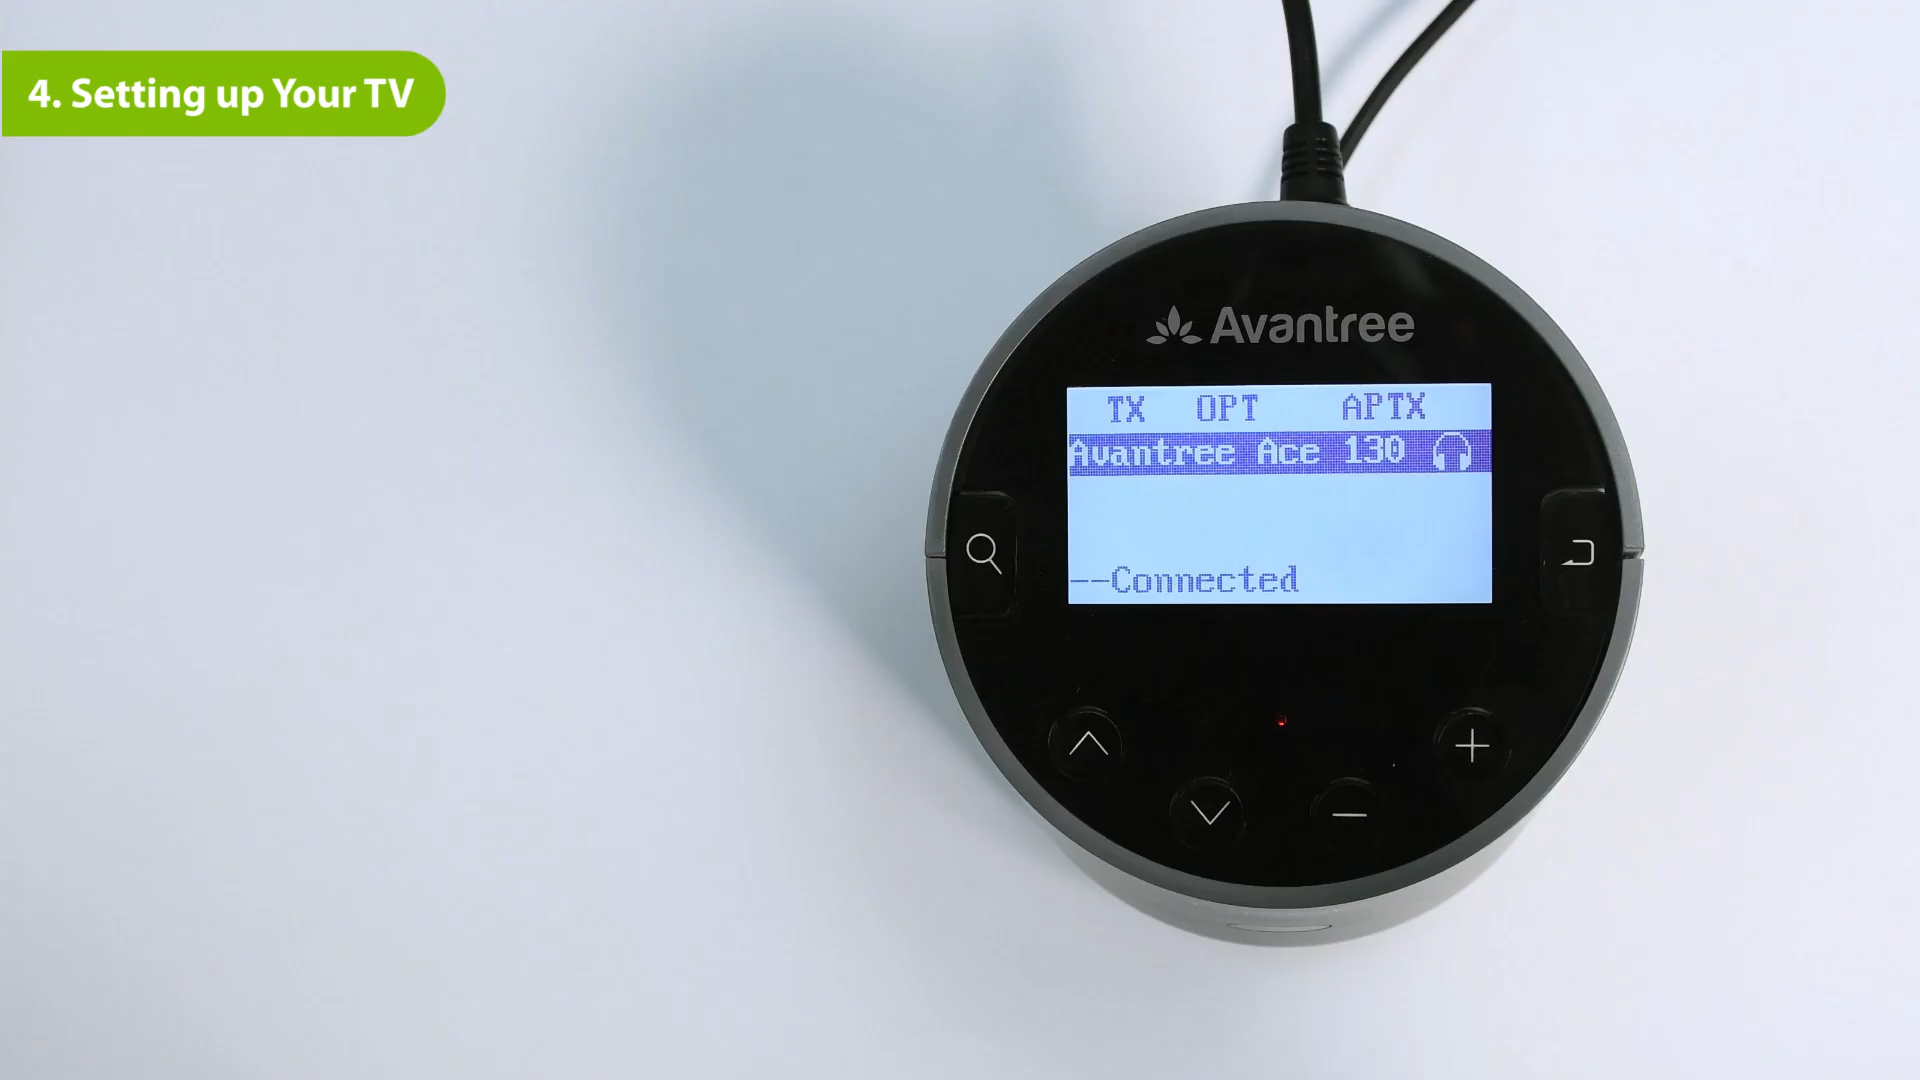 4. Setting up Your TV
Avantree
TX OPT APTX
Avantree Ace 130
--Connected